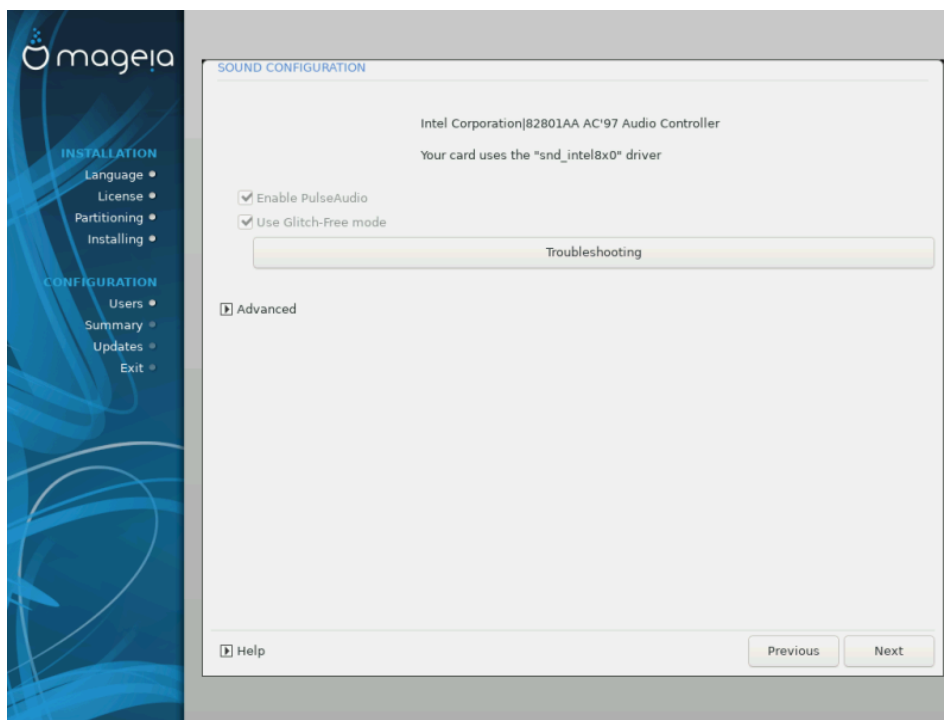 mageia
INSTALLATION
Language
License
Partitioning
Installing
CONFIGURATION
Users
Summary
Updates
Exit
SOUND CONFIGURATION
Intel Corporation|82801AA AC'97 Audio Controller
Your card uses the "snd_intel8x0" driver
Enable PulseAudio
Use Glitch-Free mode
Troubleshooting
Advanced
Help
Previous Next